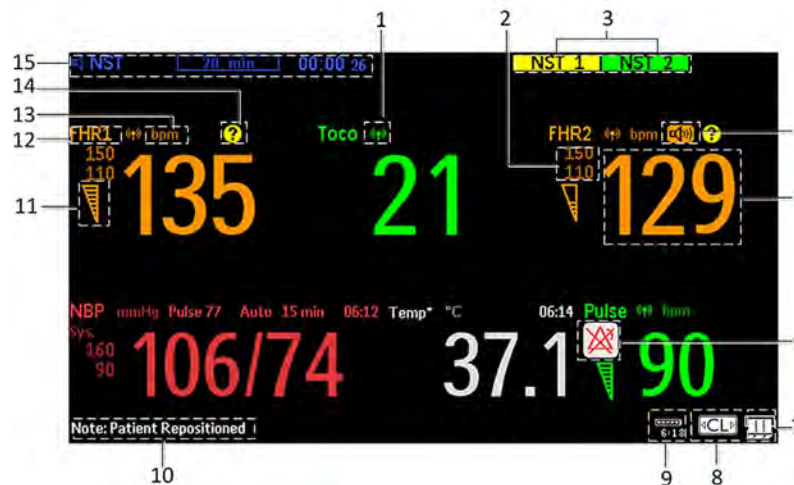 1 2 3
15 NST 20 min 00:00 26 NST 1 NST 2
14
13
12 FHR1 bpm ? Toco FHR2 bpm ?
150 150
110 110
11 135 21 129
NBP mmHg Pulse 77 Auto 15 min 06:12 Temp* °C 06:14 Pulse bpm
Sys.
160
90
106/74 37.1 90
Note: Patient Repositioned 6:18 CL
10 9 8